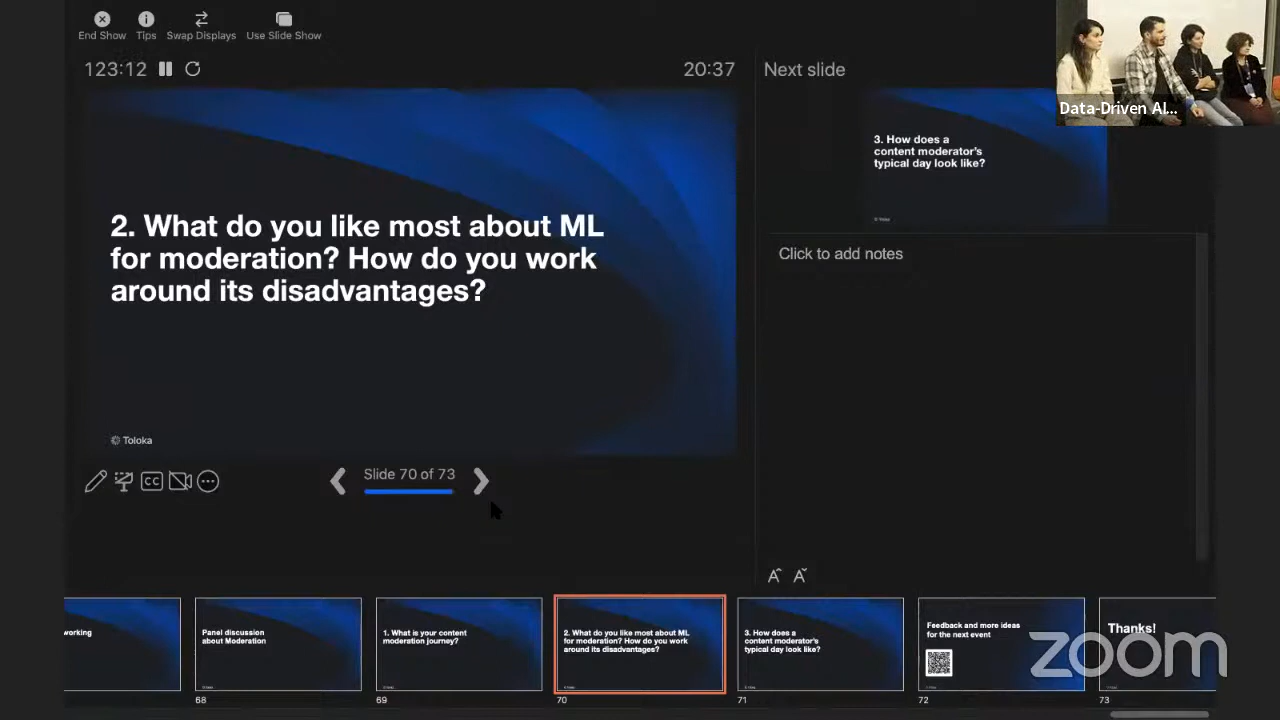 End Show
Tips
Swap Displays
Use Slide Show
123:12
20:37
Next slide
Data-Driven AI...
2. What do you like most about ML
for moderation? How do you work
around its disadvantages?
Toloka
3. How does a
content moderator's
typical day look like?
Click to add notes
Slide 70 of 73
CC
A A
working
Panel discussion
about Moderation
1. What is your content
moderation journey?
2. What do you like most about ML
for moderation? How do you work
around its disadvantages?
3. How does a
content moderator's
typical day look like?
Feedback and more ideas
for the next event
Thanks!
68
69
70
71
72
73
zoom